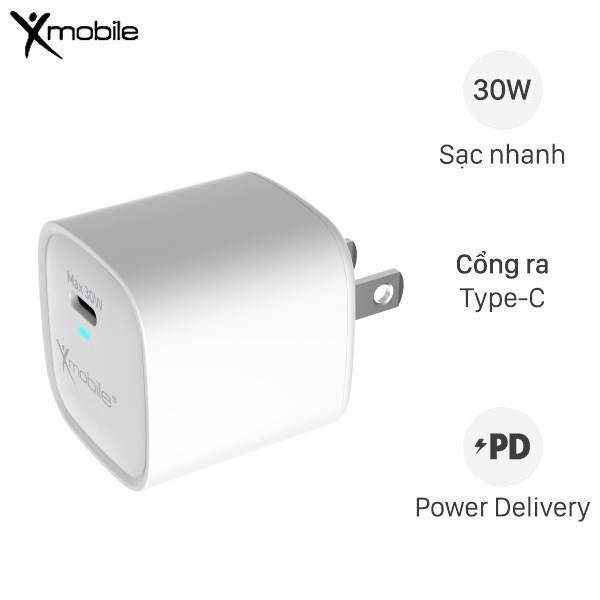 Xmobile
30W
Sạc nhanh
Max 30W
Xmobile®
Cổng ra
Type-C
PD
Power Delivery